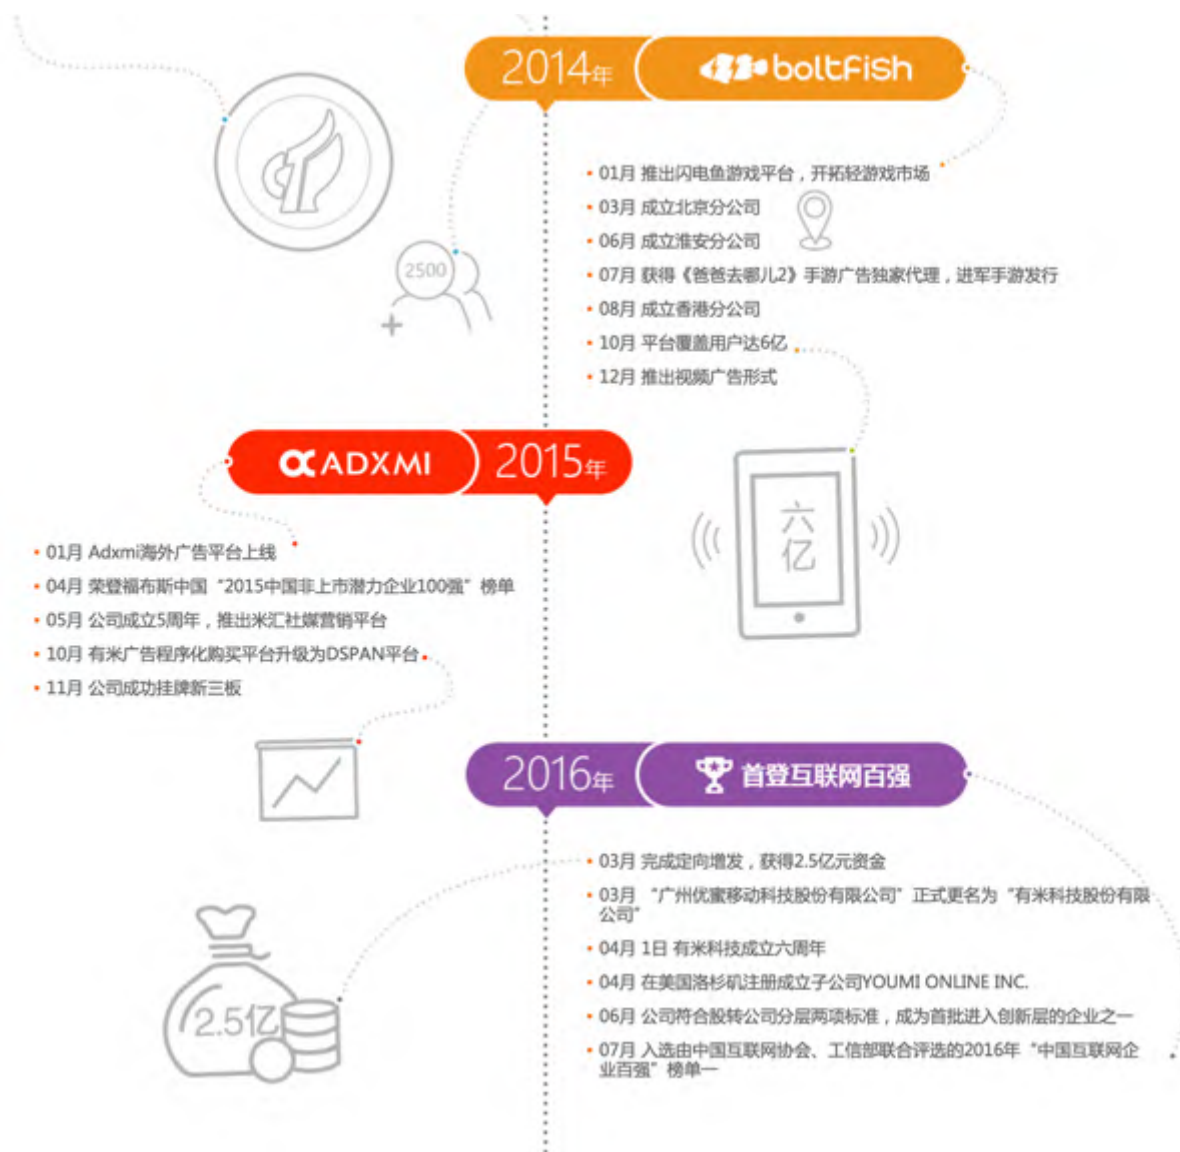 2014年
boltfish
01月 推出闪电鱼游戏平台，开拓轻游戏市场
03月 成立北京分公司
06月 成立淮安分公司
2500
07月 获得《爸爸去哪儿2》手游广告独家代理，进军手游发行
08月 成立香港分公司
10月 平台覆盖用户达6亿
12月 推出视频广告形式
ADXMI
2015年
六
亿
01月 Adxmi海外广告平台上线
04月 荣登福布斯中国“2015中国非上市潜力企业100强”榜单
05月 公司成立5周年，推出米汇社媒营销平台
10月 有米广告程序化购买平台升级为DSPAN平台
11月 公司成功挂牌新三板
2016年
首登互联网百强
03月 完成定向增发，获得2.5亿元资金
03月 “广州优蜜移动科技股份有限公司”正式更名为“有米科技股份有限
公司”
04月 1日 有米科技成立六周年
04月 在美国洛杉矶注册成立子公司YOUMI ONLINE INC.
2.5亿
06月 公司符合股转公司分层两项标准，成为首批进入创新层的企业之一
07月 入选由中国互联网协会、工信部联合评选的2016年“中国互联网企
业百强”榜单一